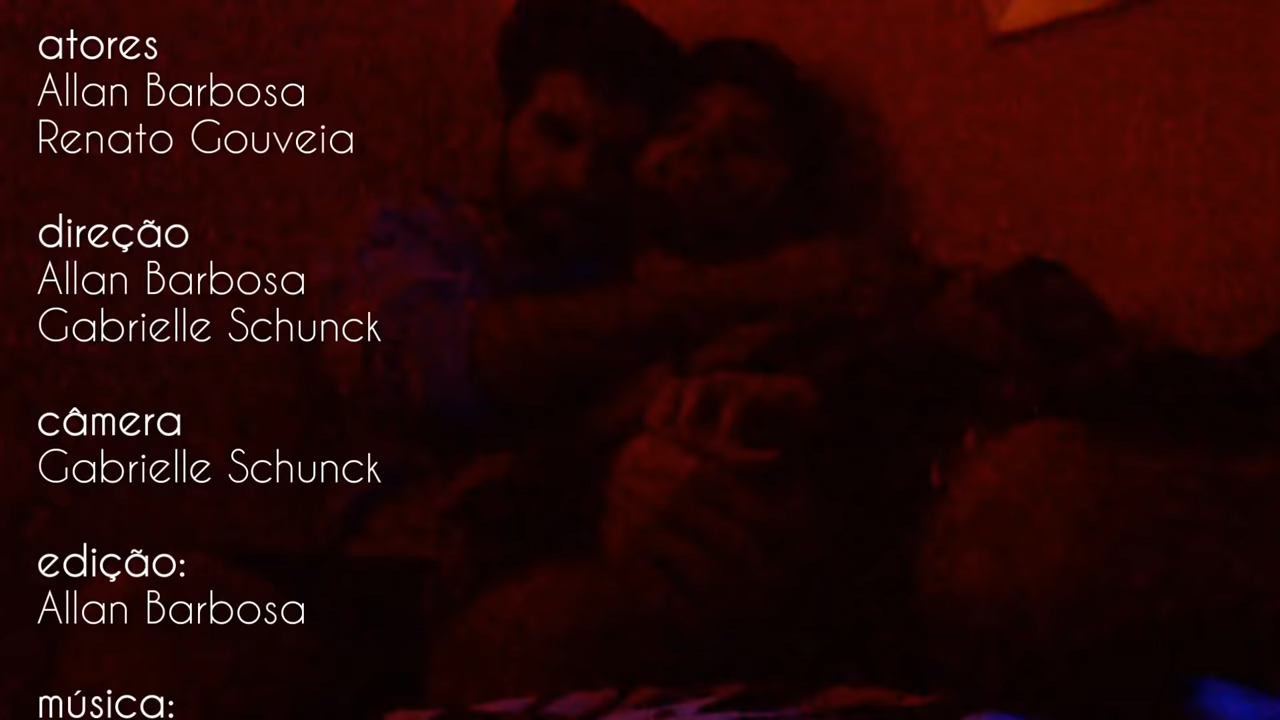 atores
Allan Barbosa
Renato Gouveia
direção
Allan Barbosa
Gabrielle Schunck
câmera
Gabrielle Schunck
edição:
Allan Barbosa
música: